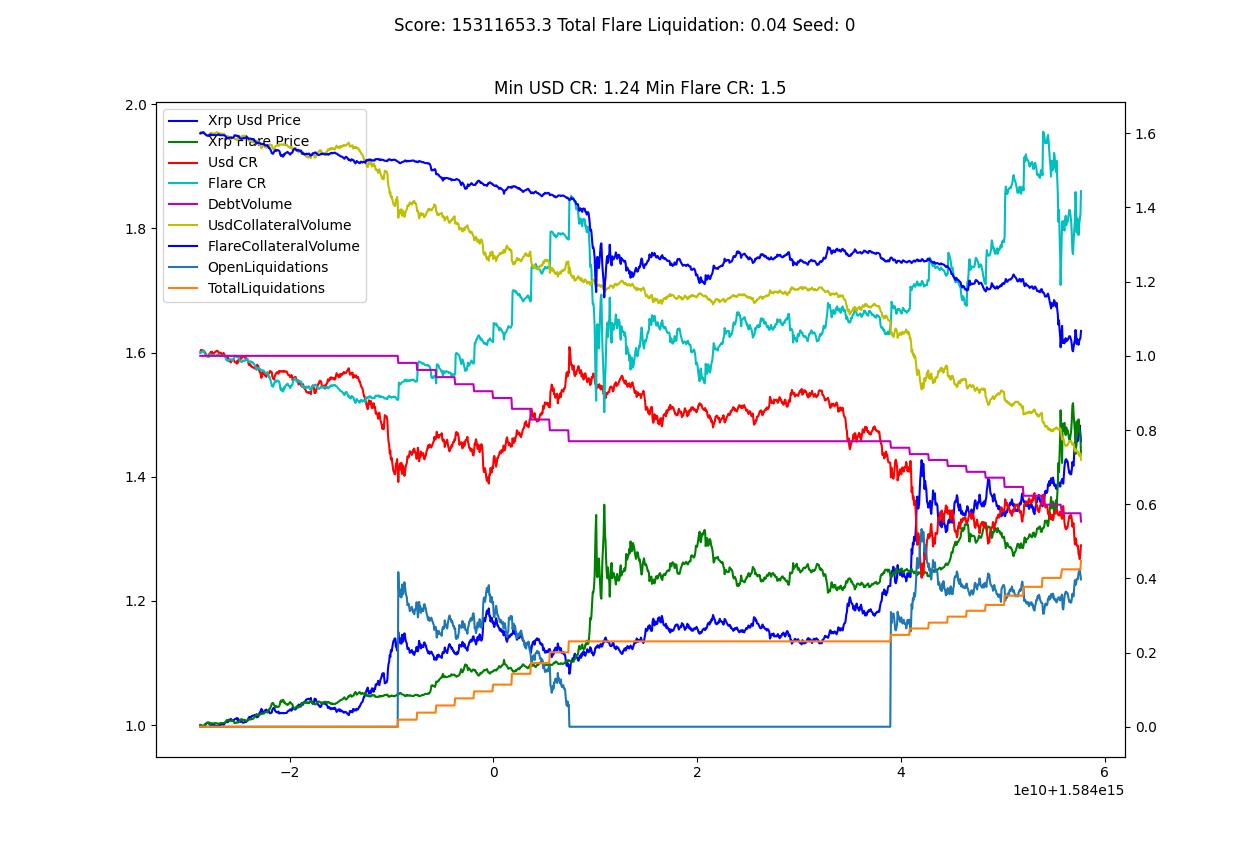 Score: 15311653.3 Total Flare Liquidation: 0.04 Seed: 0
Min USD CR: 1.24 Min Flare CR: 1.5
Xrp Usd Price
Xrp Flare Price
Usd CR
Flare CR
DebtVolume
UsdCollateralVolume
FlareCollateralVolume
OpenLiquidations
TotalLiquidations
2.0
1.8
1.6
1.4
1.2
1.0
1.6
1.4
1.2
1.0
0.8
0.6
0.4
0.2
0.0
−2
0
2
4
6
1e10+1.584e15